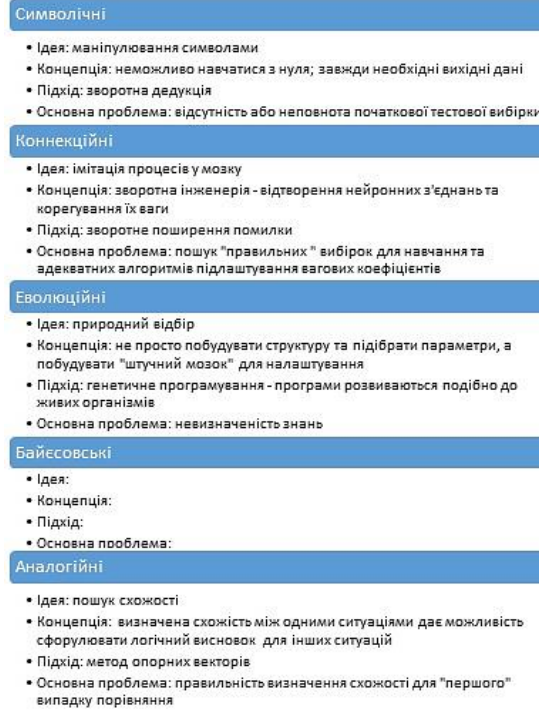 Символічні
• Ідея: маніпулювання символами
• Концепція: неможливо навчатися з нуля; завжди необхідні вихідні дані
• Підхід: зворотна дедукція
• Основна проблема: відсутність або неповнота початкової тестової вибірки
Коннекційні
• Ідея: імітація процесів у мозку
• Концепція: зворотна інженерія - відтворення нейронних з'єднань та
корегування їх ваги
• Підхід: зворотне поширення помилки
• Основна проблема: пошук "правильних " вибірок для навчання та
адекватних алгоритмів підлаштування вагових коефіцієнтів
Еволюційні
• Ідея: природний відбір
• Концепція: не просто побудувати структуру та підібрати параметри, а
побудувати "штучний мозок" для налаштування
• Підхід: генетичне програмування - програми розвиваються подібно до
живих організмів
• Основна проблема: невизначеність знань
Байєсовські
• Ідея:
• Концепція:
• Підхід:
• Основна проблема:
Аналогійні
• Ідея: пошук схожості
• Концепція: визначена схожість між одними ситуаціями дає можливість
сфорулювати логічний висновок для інших ситуацій
• Підхід: метод опорних векторів
• Основна проблема: правильність визначення схожості для "першого"
випадку порівняння